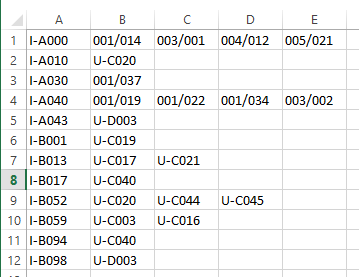 A B C D E
1 I-A000 001/014 003/001 004/012 005/021
2 I-A010 U-C020
3 I-A030 001/037
4 I-A040 001/019 001/022 001/034 003/002
5 I-A043 U-D003
6 I-B001 U-C019
7 I-B013 U-C017 U-C021
8 I-B017 U-C040
9 I-B052 U-C020 U-C044 U-C045
10 I-B059 U-C003 U-C016
11 I-B094 U-C040
12 I-B098 U-D003